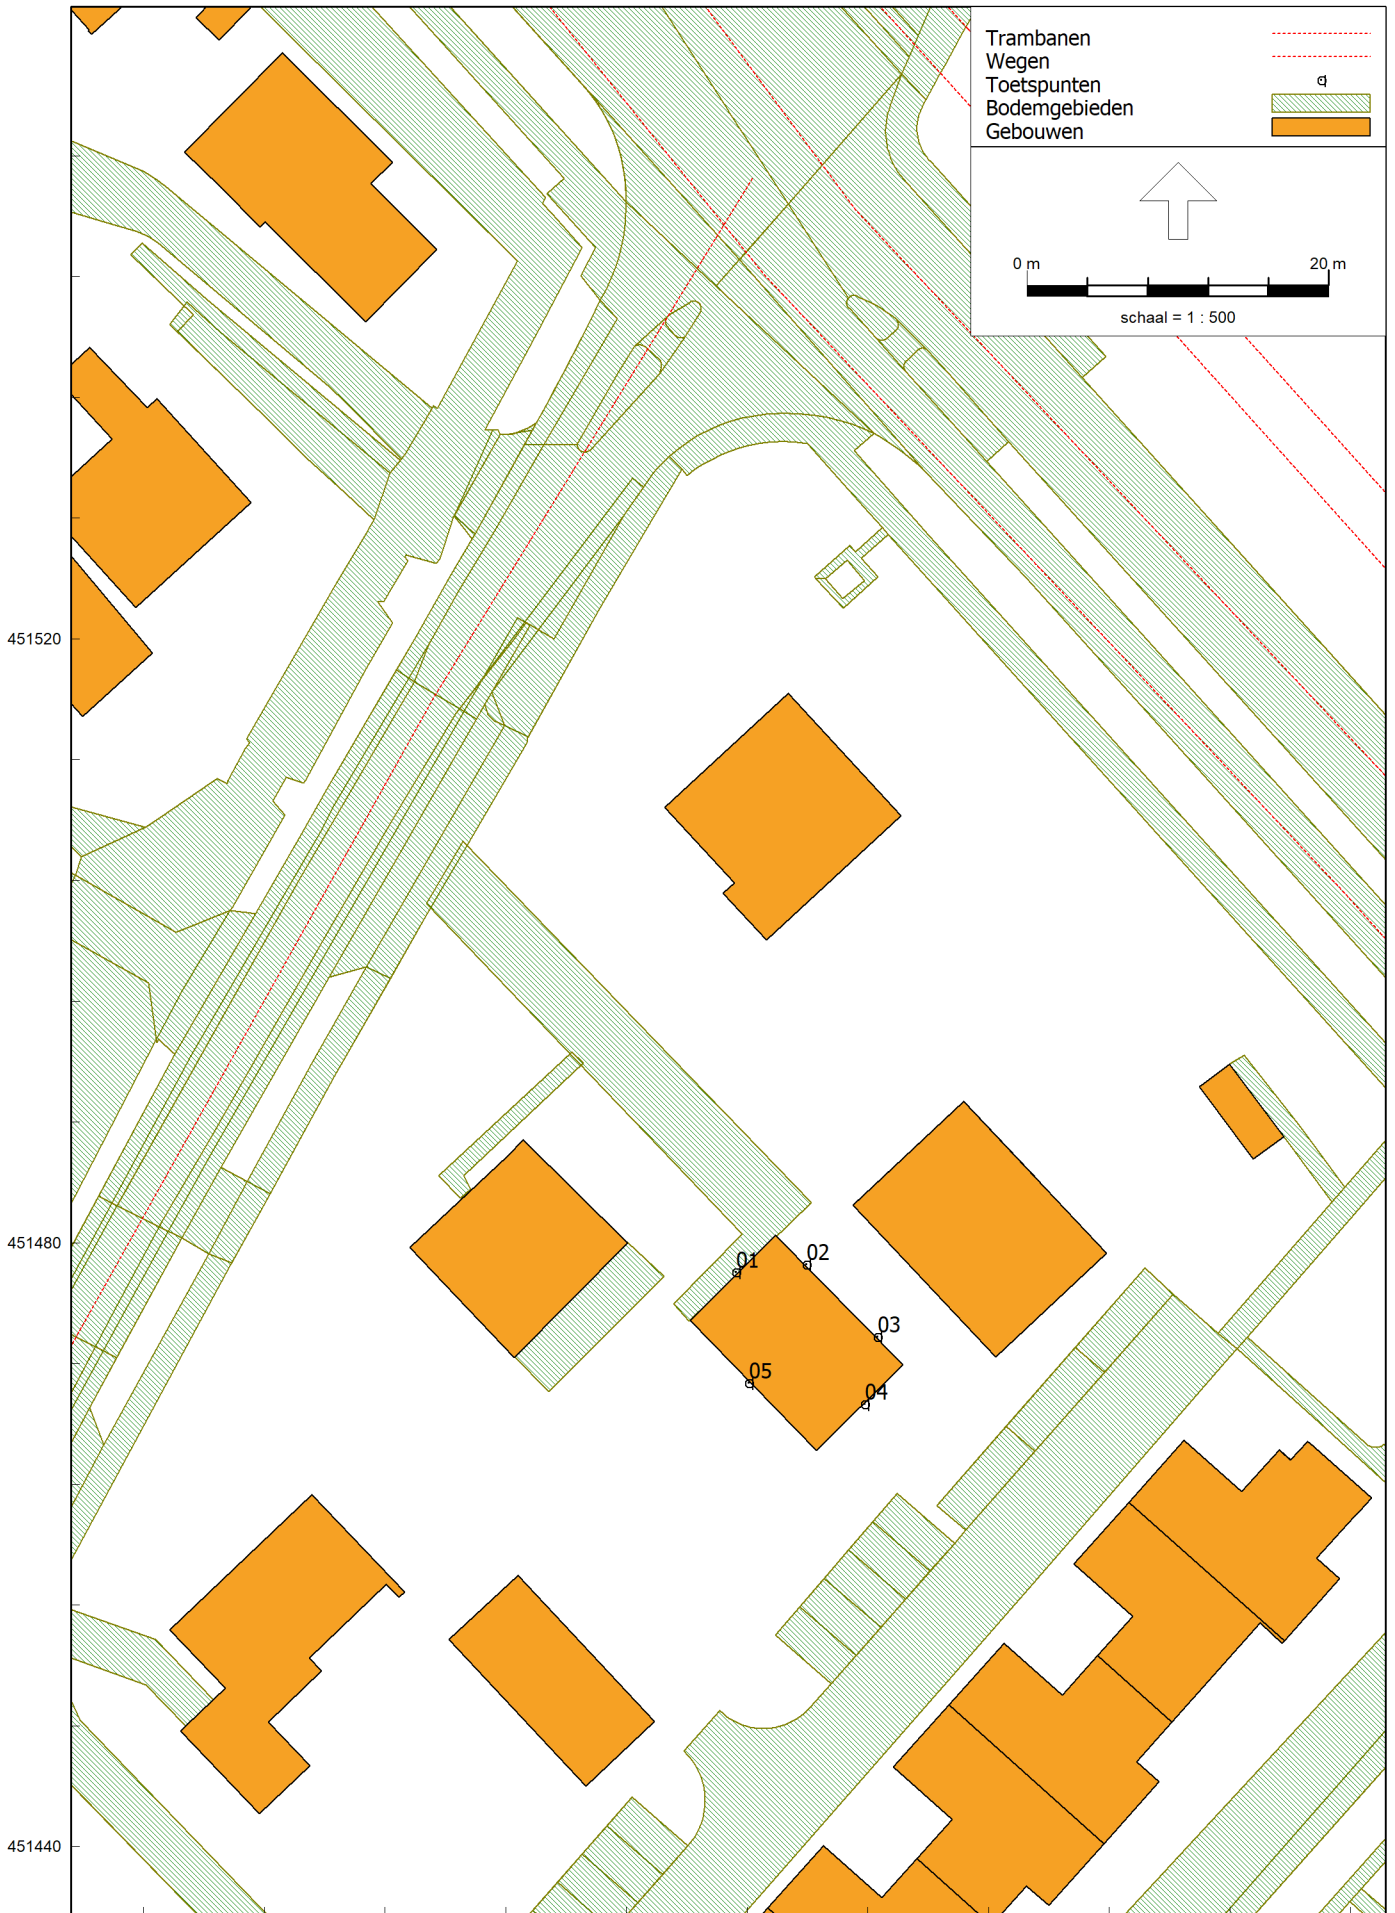 Trambanen
Wegen
Toetspunten
Bodemgebieden
Gebouwen
0 m 20 m
schaal = 1 : 500
451520
451480
01
02
03
05
04
451440